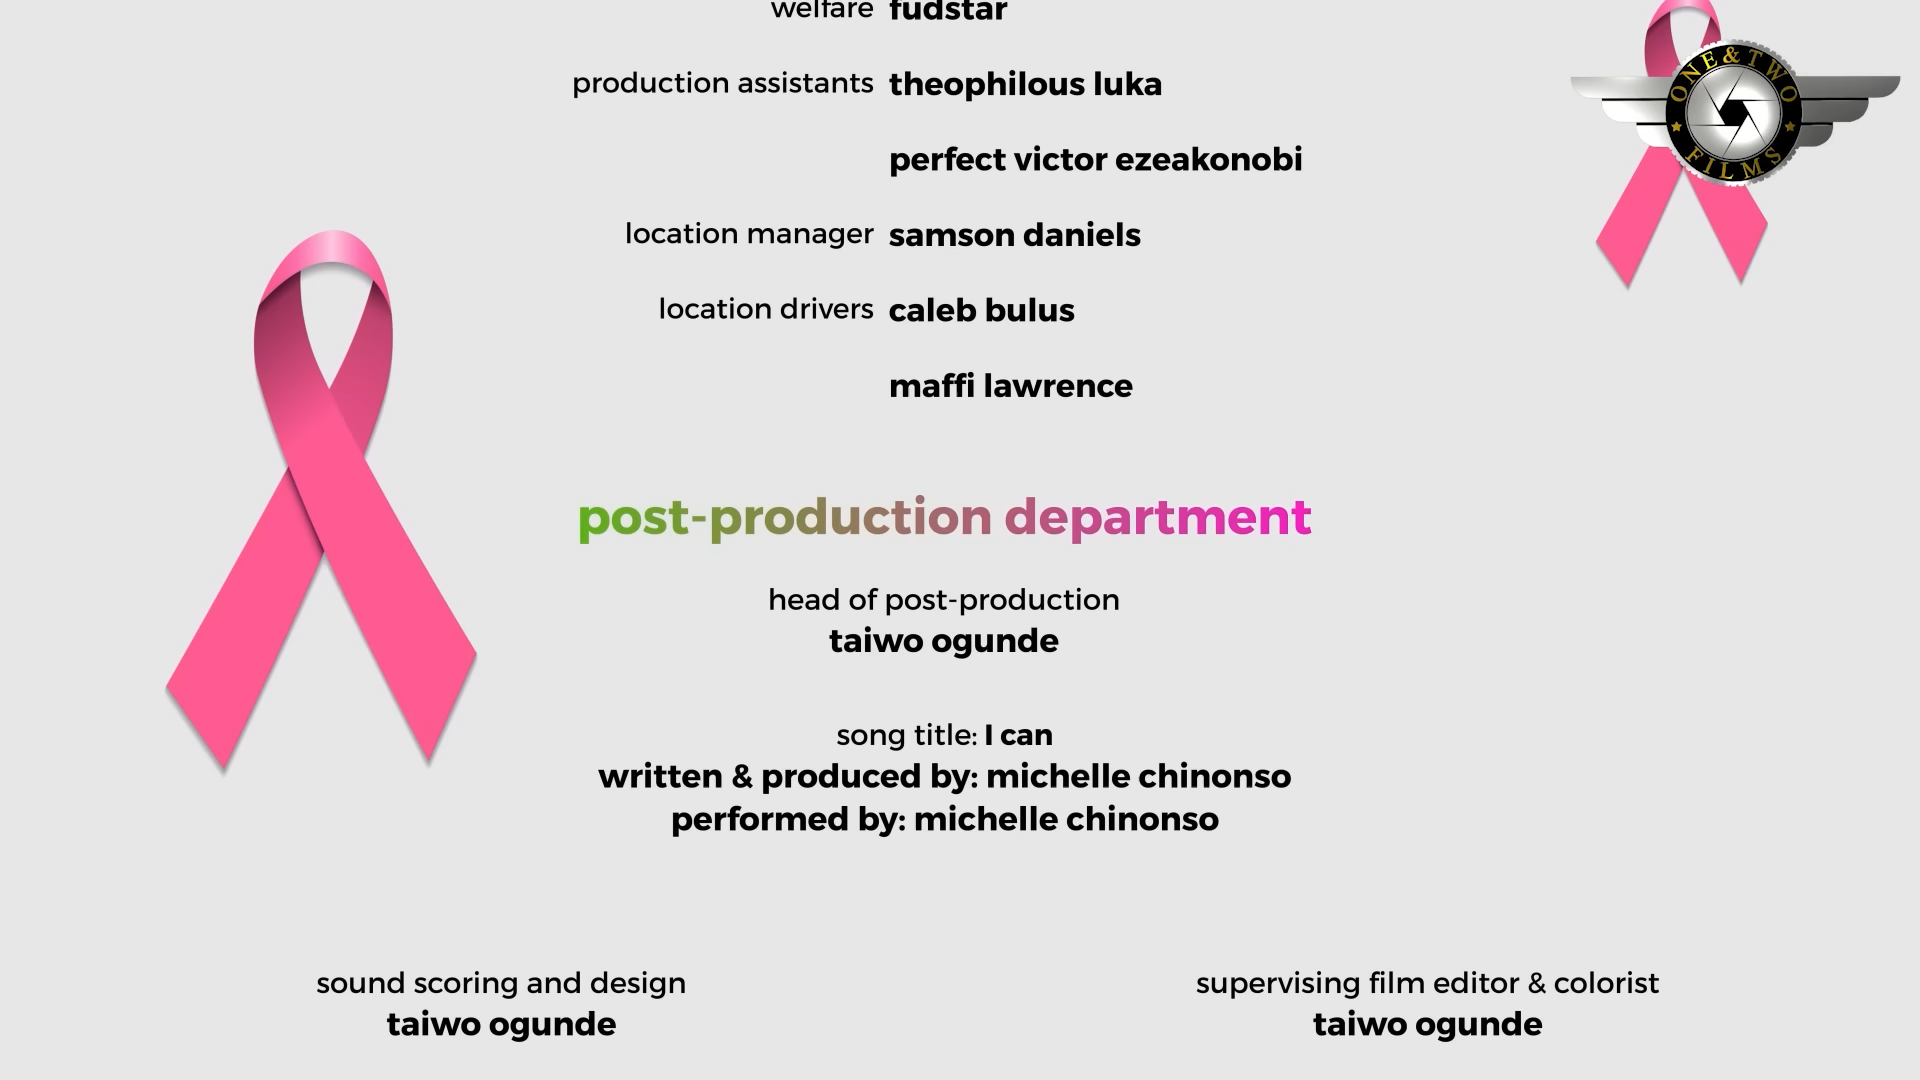 welfare fudstar
production assistants theophilous luka
perfect victor ezeakonobi
location manager samson daniels
location drivers caleb bulus
maffi lawrence
ONE & TWO
FILMS
post-production department
head of post-production
taiwo ogunde
song title: I can
written & produced by: michelle chinonso
performed by: michelle chinonso
sound scoring and design
taiwo ogunde
supervising film editor & colorist
taiwo ogunde